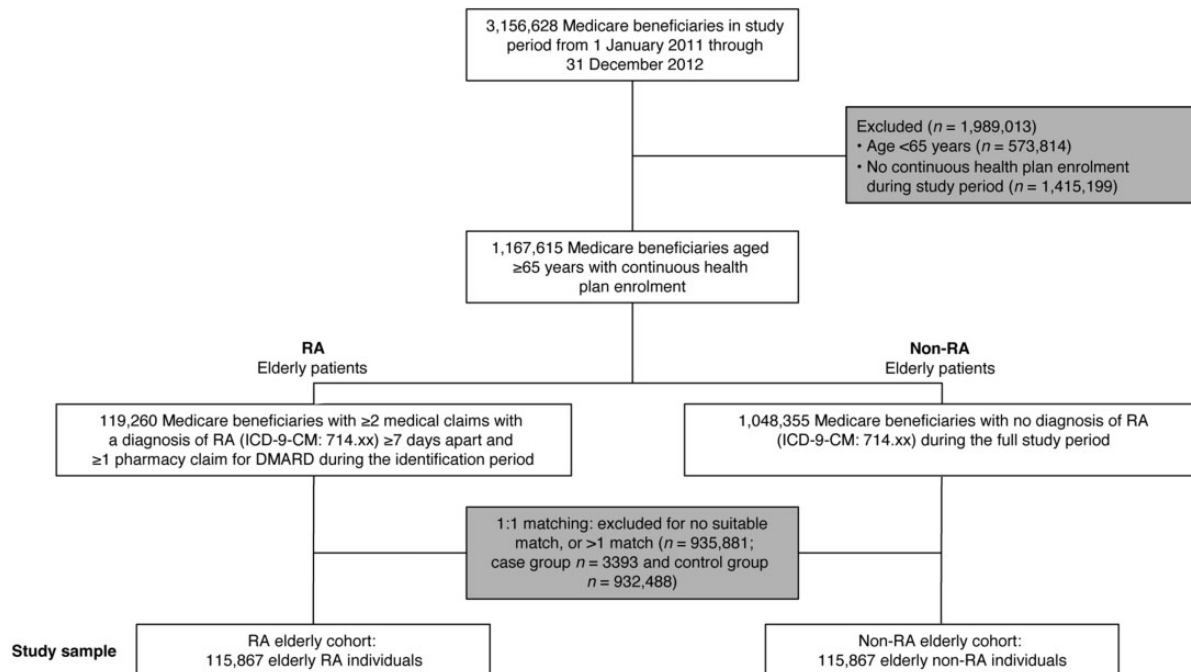 3,156,628 Medicare beneficiaries in study
period from 1 January 2011 through
31 December 2012
Excluded (n = 1,989,013)
• Age <65 years (n = 573,814)
• No continuous health plan enrolment
during study period (n = 1,415,199)
1,167,615 Medicare beneficiaries aged
≥65 years with continuous health
plan enrolment
RA
Elderly patients
Non-RA
Elderly patients
119,260 Medicare beneficiaries with ≥2 medical claims with
a diagnosis of RA (ICD-9-CM: 714.xx) ≥7 days apart and
≥1 pharmacy claim for DMARD during the identification period
1,048,355 Medicare beneficiaries with no diagnosis of RA
(ICD-9-CM: 714.xx) during the full study period
1:1 matching: excluded for no suitable
match, or >1 match (n = 935,881;
case group n = 3393 and control group
n = 932,488)
Study sample
RA elderly cohort:
115,867 elderly RA individuals
Non-RA elderly cohort:
115,867 elderly non-RA individuals